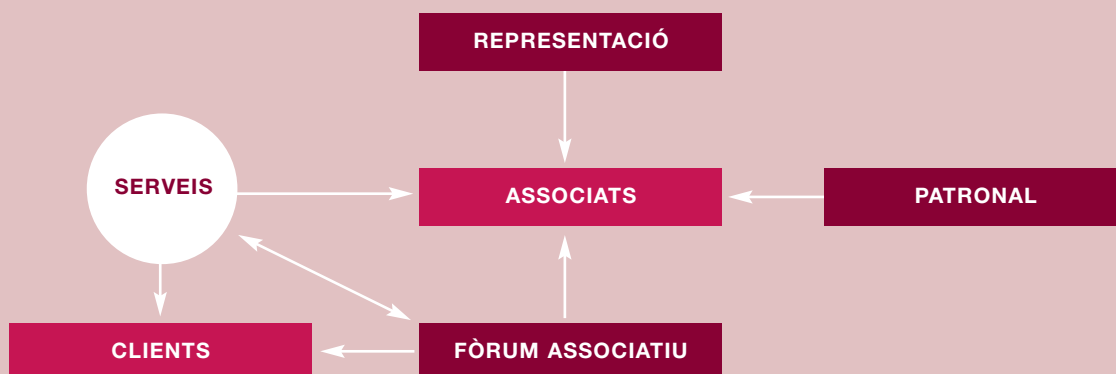 REPRESENTACIÓ
SERVEIS
ASSOCIATS
PATRONAL
CLIENTS
FÒRUM ASSOCIATIU